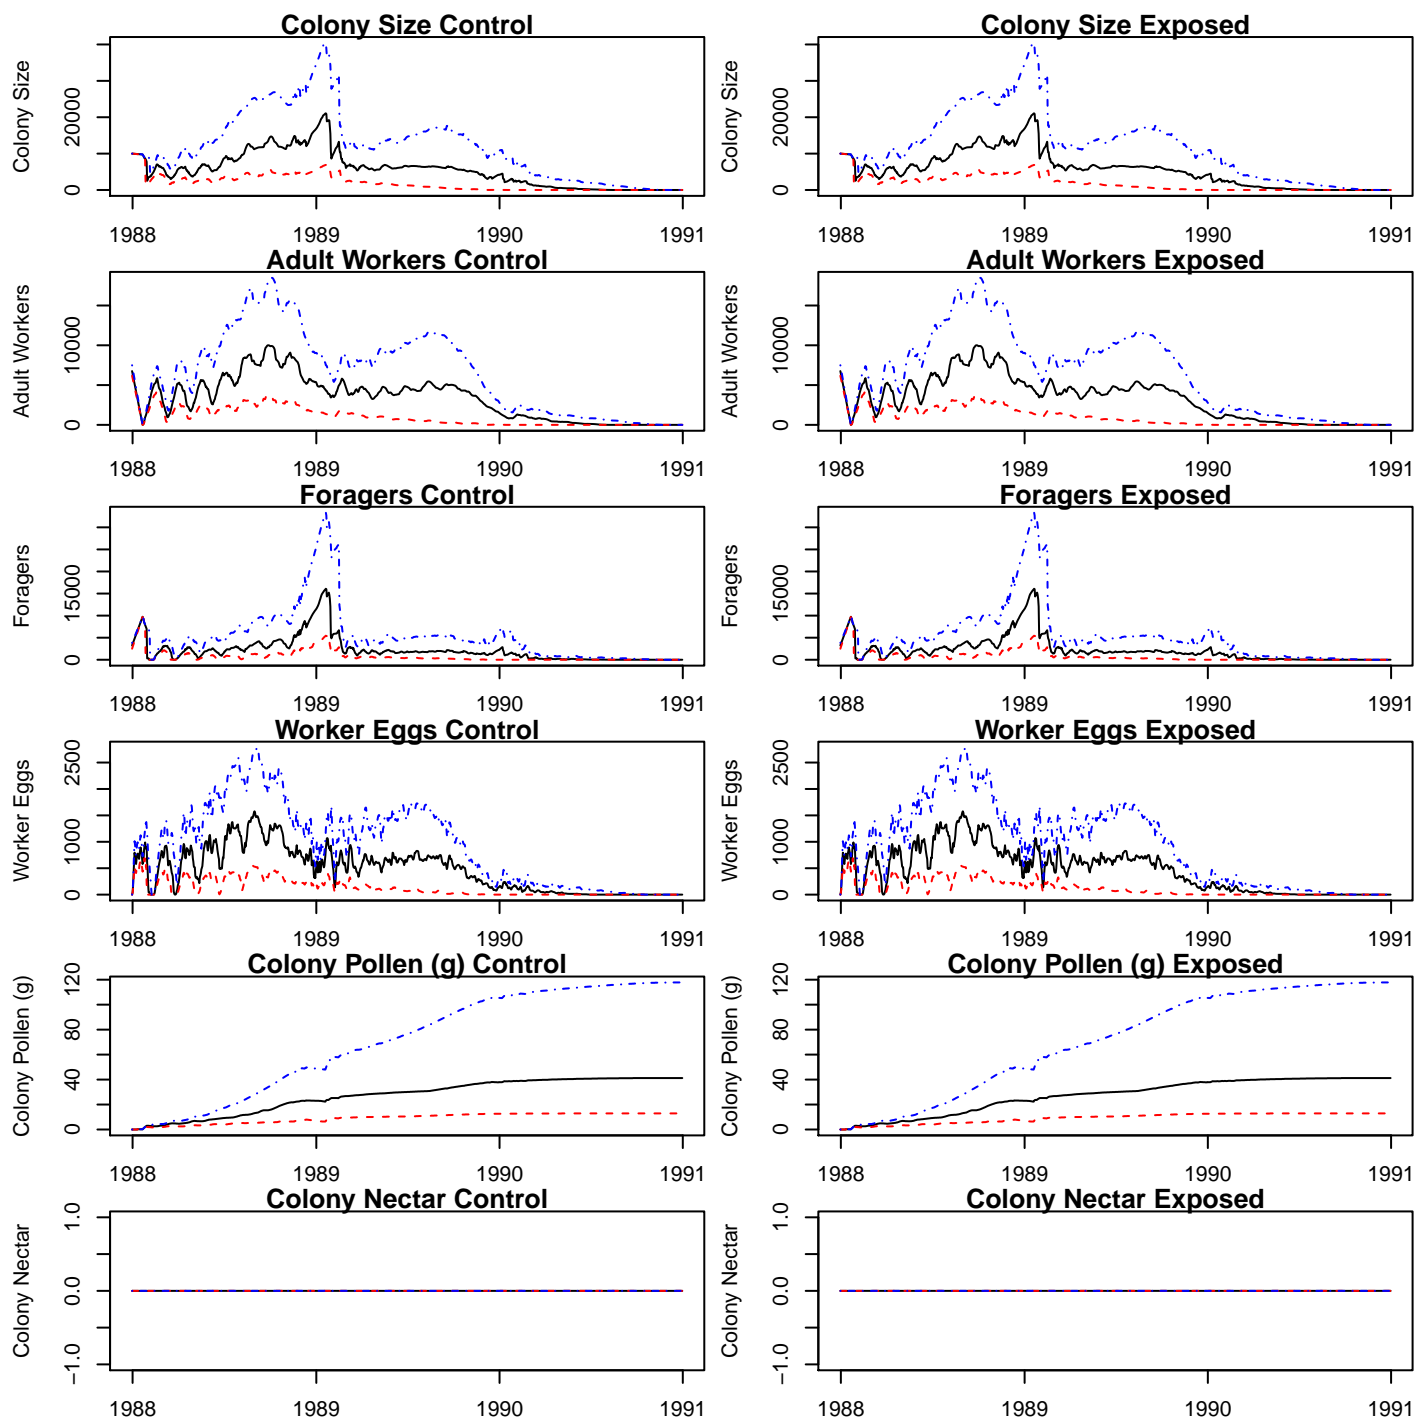 Colony Size Control
Colony Size
20000
0
1988 1989 1990 1991
Colony Size Exposed
Colony Size
20000
0
1988 1989 1990 1991
Adult Workers Control
Adult Workers
10000
0
1988 1989 1990 1991
Adult Workers Exposed
Adult Workers
10000
0
1988 1989 1990 1991
Foragers Control
Foragers
15000
0
1988 1989 1990 1991
Foragers Exposed
Foragers
15000
0
1988 1989 1990 1991
Worker Eggs Control
Worker Eggs
2500
1000
0
1988 1989 1990 1991
Worker Eggs Exposed
Worker Eggs
2500
1000
0
1988 1989 1990 1991
Colony Pollen (g) Control
Colony Pollen (g)
120
80
40
0
1988 1989 1990 1991
Colony Pollen (g) Exposed
Colony Pollen (g)
120
80
40
0
1988 1989 1990 1991
Colony Nectar Control
Colony Nectar
1.0
0.0
−1.0
1988 1989 1990 1991
Colony Nectar Exposed
Colony Nectar
1.0
0.0
−1.0
1988 1989 1990 1991